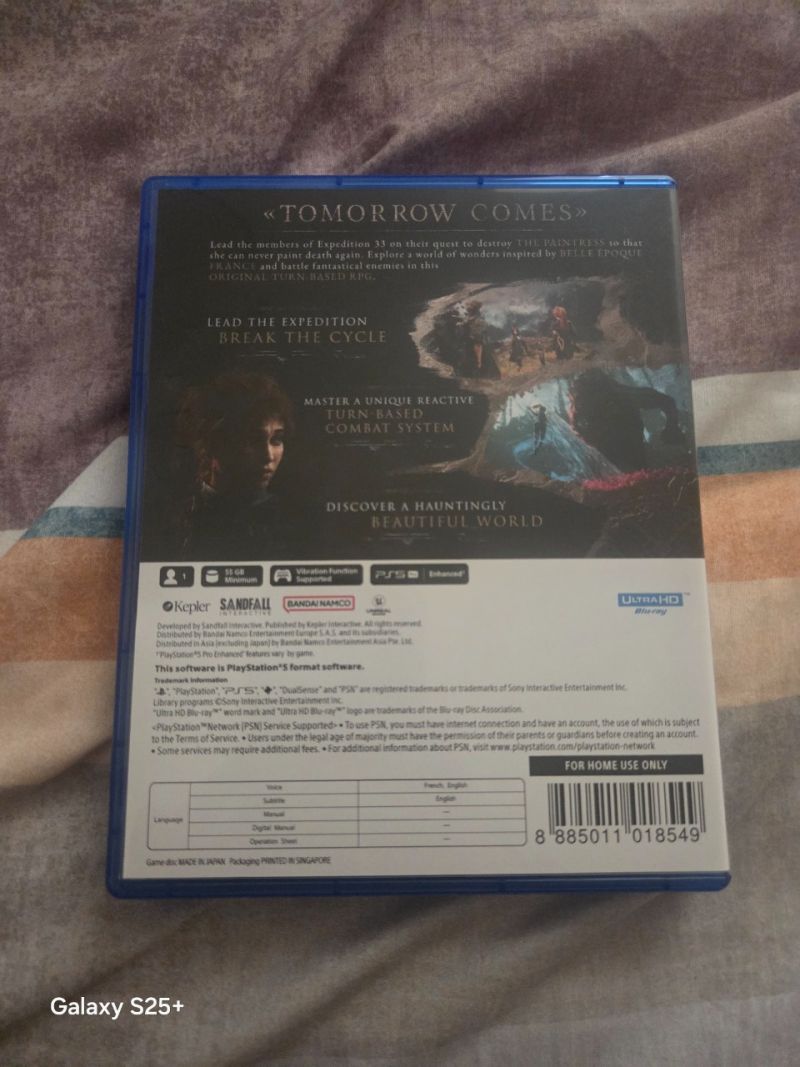 «TOMORROW COMES»
Lead the members of Expedition 33 on their quest to destroy THE PAINTRESS so that
she can never paint death again. Explore a world of wonders inspired by BELLE EPOQUE
FRANCE and battle fantastical enemies in this
ORIGINAL TURN-BASED RPG.
LEAD THE EXPEDITION
BREAK THE CYCLE
MASTER A UNIQUE REACTIVE
TURN-BASED
COMBAT SYSTEM
DISCOVER A HAUNTINGLY
BEAUTIFUL WORLD
1
55 GB
Minimum
Vibration Function
Supported
PS5 Pro Enhanced*
Kepler
SANDFALL
INTERACTIVE
BANDAI NAMCO
UNREAL
ULTRA HD
Blu-ray™
Developed by Sandfall Interactive. Published by Kepler Interactive. All rights reserved.
Distributed by Bandai Namco Entertainment Europe S.A.S. and its subsidiaries.
Distributed in Asia (excluding Japan) by Bandai Namco Entertainment Asia Pte. Ltd.
*"PlayStation®5 Pro Enhanced" features vary by game.
This software is PlayStation®5 format software.
Trademark Information
"PlayStation", "PS5", "DualSense" and "PSN" are registered trademarks or trademarks of Sony Interactive Entertainment Inc.
Library programs ©Sony Interactive Entertainment Inc.
"Ultra HD Blu-ray™" word mark and "Ultra HD Blu-ray™" logo are trademarks of the Blu-ray Disc Association.
<PlayStation™Network (PSN) Service Supported> • To use PSN, you must have internet connection and have an account, the use of which is subject
to the Terms of Service. • Users under the legal age of majority must have the permission of their parents or guardians before creating an account.
• Some services may require additional fees. • For additional information about PSN, visit www.playstation.com/playstation-network
FOR HOME USE ONLY
Language
Voice French, English
Subtitle English
Manual —
Digital Manual —
Operation Sheet —
8 885011 018549
Game disc MADE IN JAPAN Packaging PRINTED IN SINGAPORE
Galaxy S25+